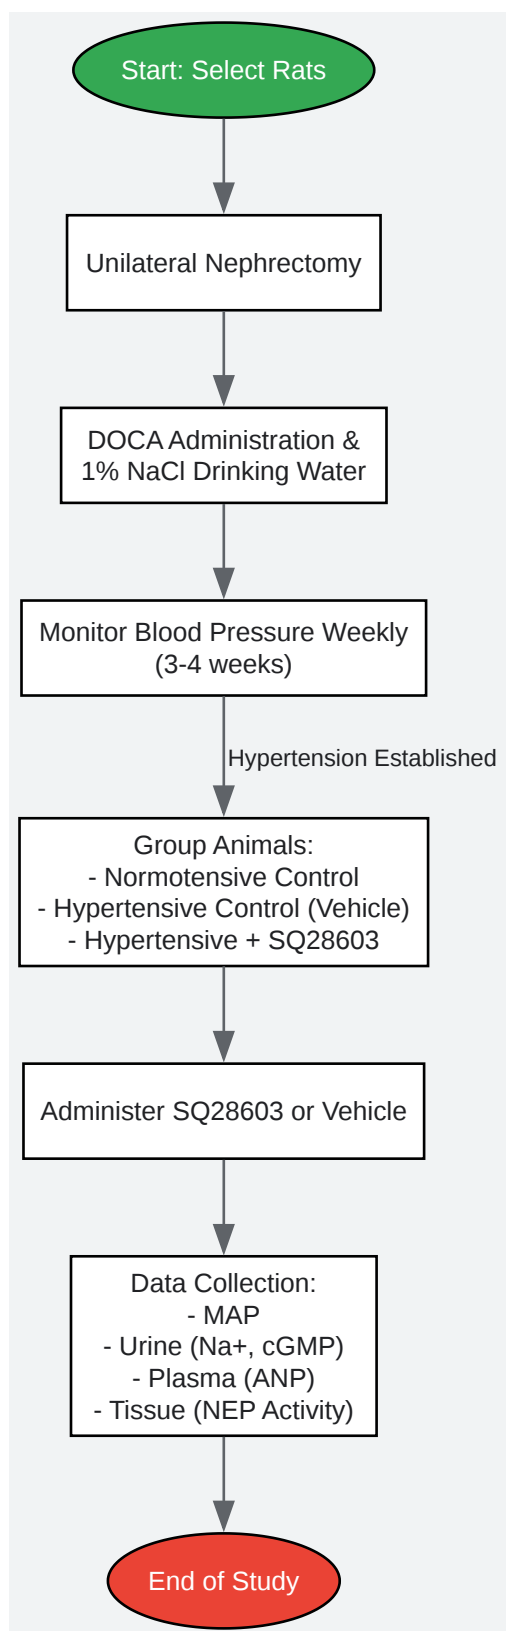 Start: Select Rats
Unilateral Nephrectomy
DOCA Administration &
1% NaCl Drinking Water
Monitor Blood Pressure Weekly
(3-4 weeks)
Hypertension Established
Group Animals:
- Normotensive Control
- Hypertensive Control (Vehicle)
- Hypertensive + SQ28603
Administer SQ28603 or Vehicle
Data Collection:
- MAP
- Urine (Na+, cGMP)
- Plasma (ANP)
- Tissue (NEP Activity)
End of Study